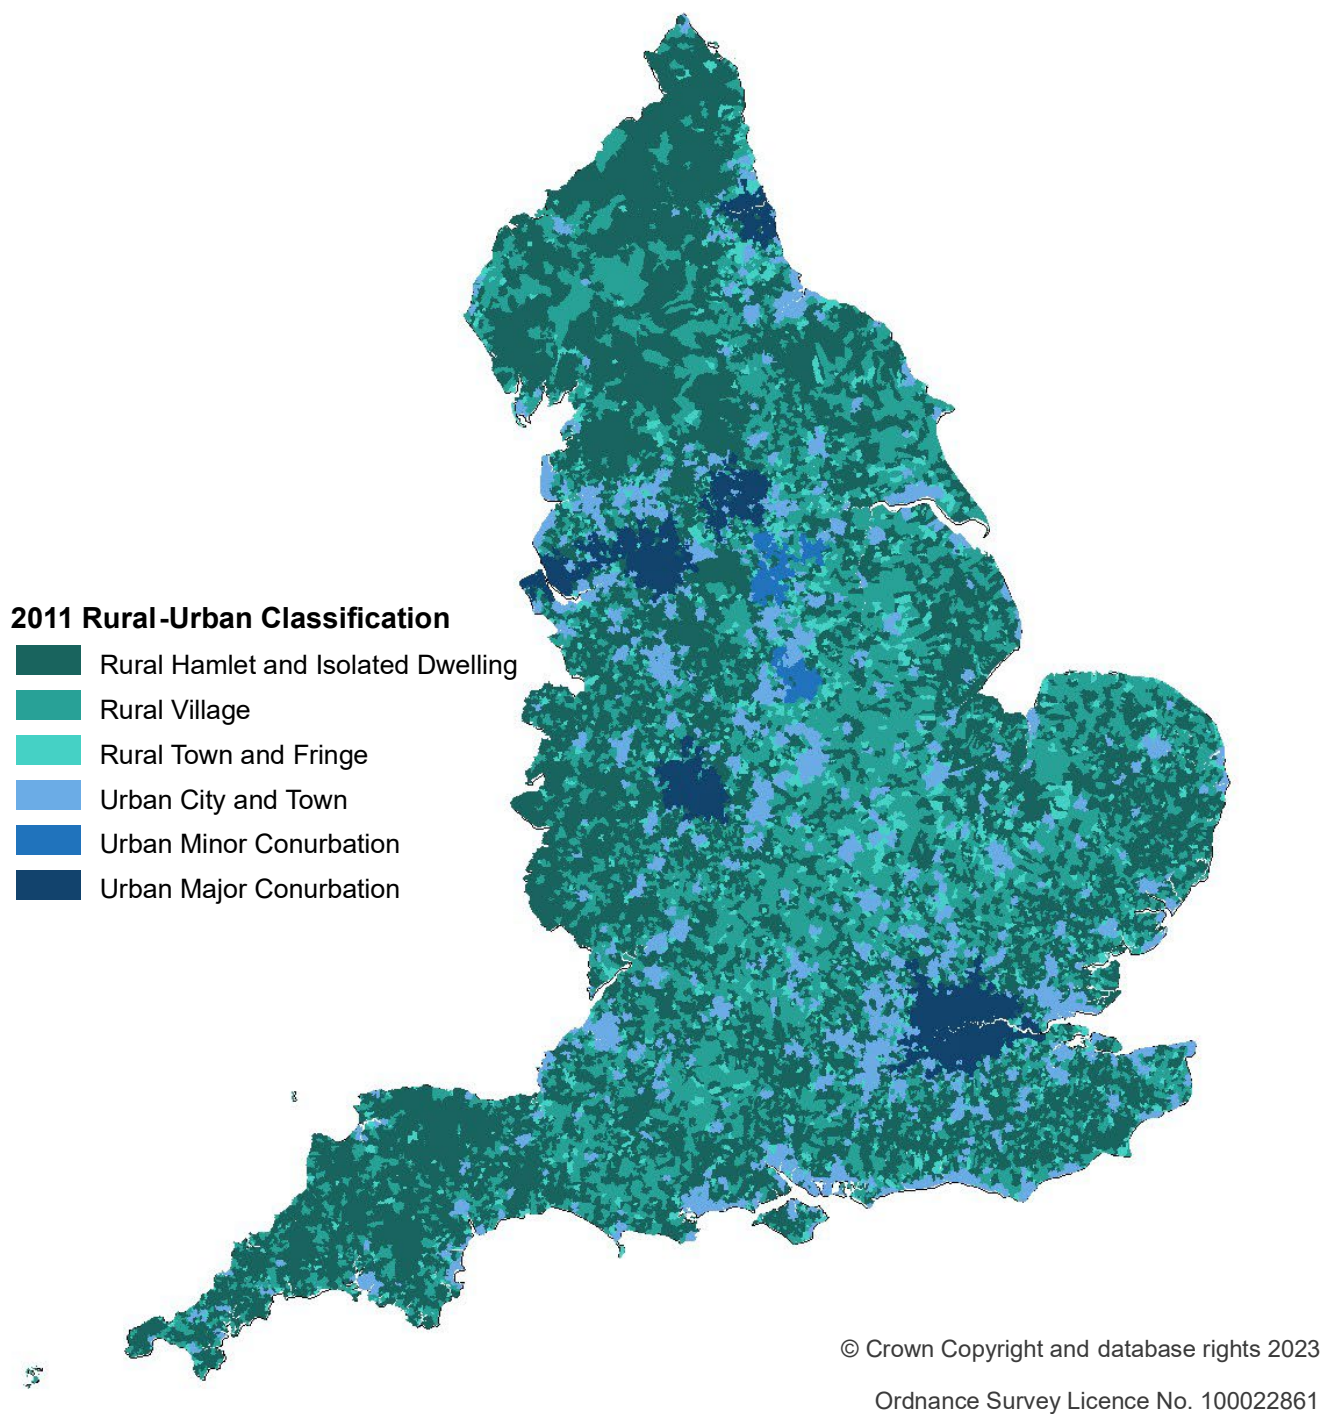 2011 Rural-Urban Classification
Rural Hamlet and Isolated Dwelling
Rural Village
Rural Town and Fringe
Urban City and Town
Urban Minor Conurbation
Urban Major Conurbation
© Crown Copyright and database rights 2023
Ordnance Survey Licence No. 100022861